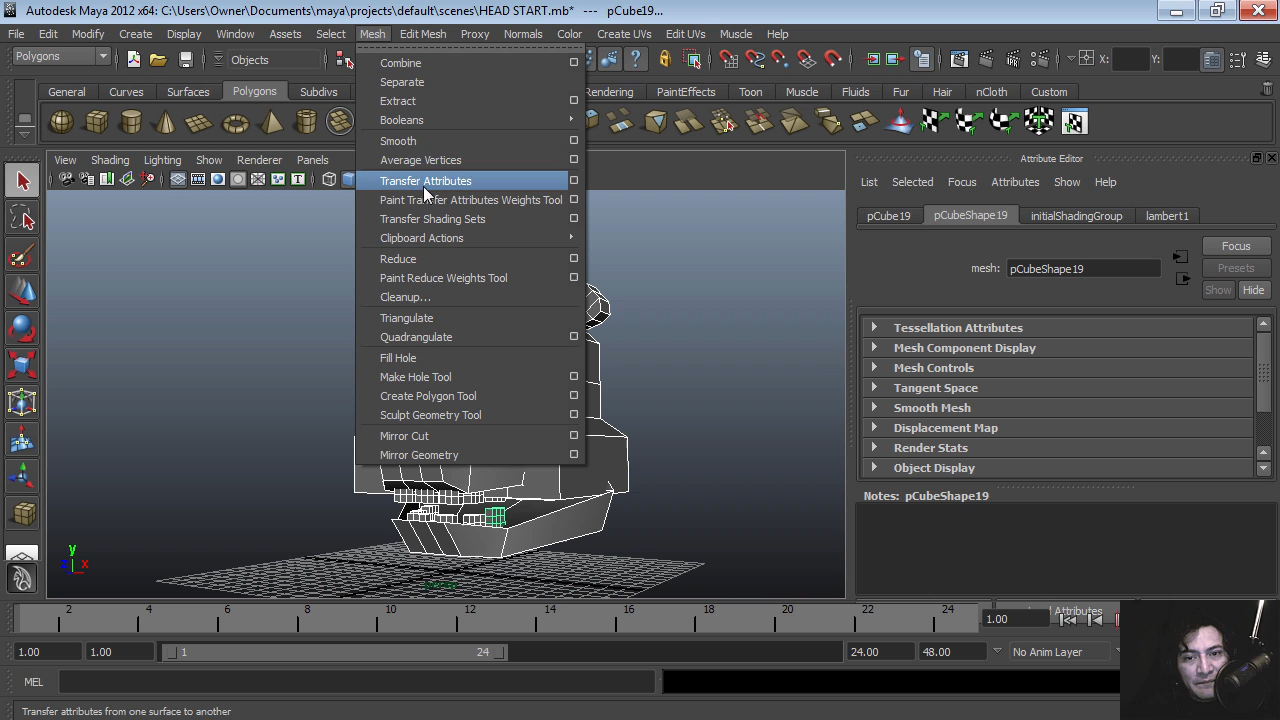 Autodesk Maya 2012 x64: C:\Users\Owner\Documents\maya\projects\default\scenes\HEAD START.mb* --- pCube19...
File Edit Modify Create Display Window Assets Select Mesh Edit Mesh Proxy Normals Color Create UVs Edit UVs Muscle Help
Polygons Objects X: Y:
General Curves Surfaces Polygons Subdivs Rendering PaintEffects Toon Muscle Fluids Fur Hair nCloth Custom
View Shading Lighting Show Renderer Panels
Combine
Separate
Extract
Booleans
Smooth
Average Vertices
Transfer Attributes
Paint Transfer Attributes Weights Tool
Transfer Shading Sets
Clipboard Actions
Reduce
Paint Reduce Weights Tool
Cleanup...
Triangulate
Quadrangulate
Fill Hole
Make Hole Tool
Create Polygon Tool
Sculpt Geometry Tool
Mirror Cut
Mirror Geometry
Attribute Editor
List Selected Focus Attributes Show Help
pCube19 pCubeShape19 initialShadingGroup lambert1
Focus
mesh: pCubeShape19
Presets
Show Hide
Tessellation Attributes
Mesh Component Display
Mesh Controls
Tangent Space
Smooth Mesh
Displacement Map
Render Stats
Object Display
Notes: pCubeShape19
y
z x
2 4 6 8 10 12 14 16 18 20 22 24
Attributes
1.00
1.00 1.00 1 24 24.00 48.00 No Anim Layer
MEL
Transfer attributes from one surface to another